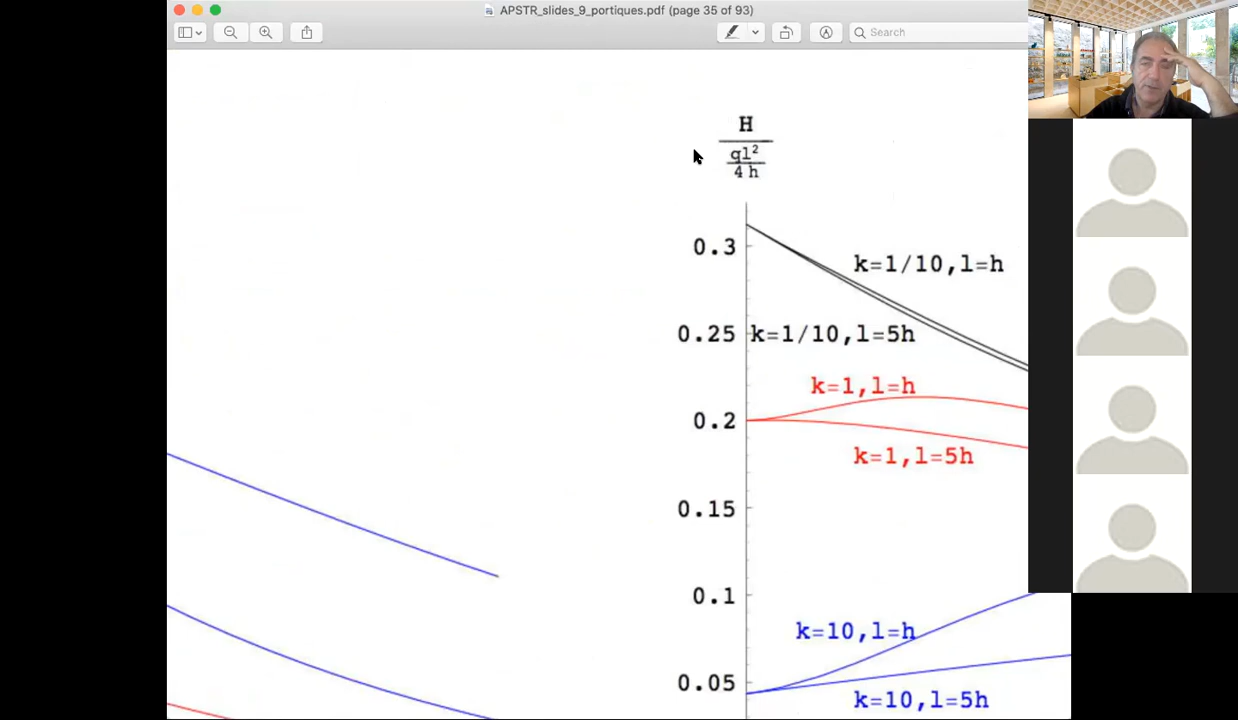 APSTR_slides_9_portiques.pdf (page 35 of 93)
Search
H
ql²
4 h
0.3
k=1/10,l=h
0.25
k=1/10,l=5h
k=1,l=h
0.2
k=1,l=5h
0.15
0.1
k=10,l=h
0.05
k=10,l=5h